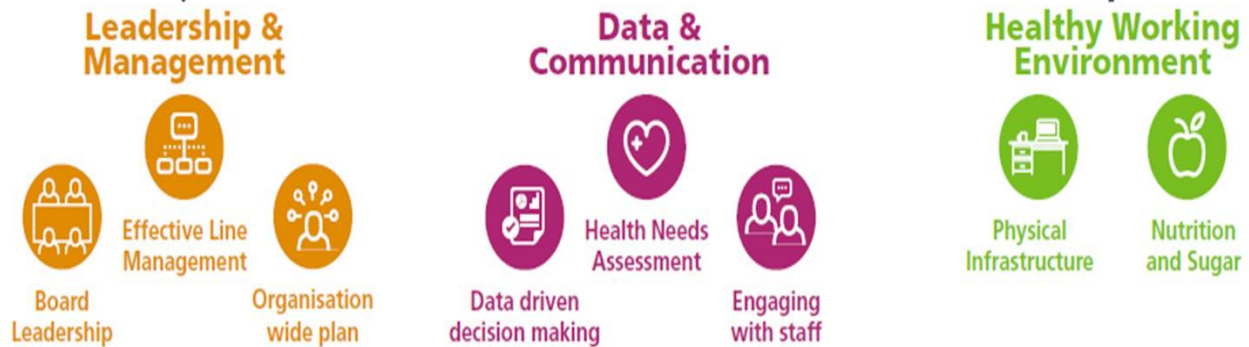 Leadership &
Management
Effective Line
Management
Board
Leadership
Organisation
wide plan
Data &
Communication
Health Needs
Assessment
Data driven
decision making
Engaging
with staff
Healthy Working
Environment
Physical
Infrastructure
Nutrition
and Sugar